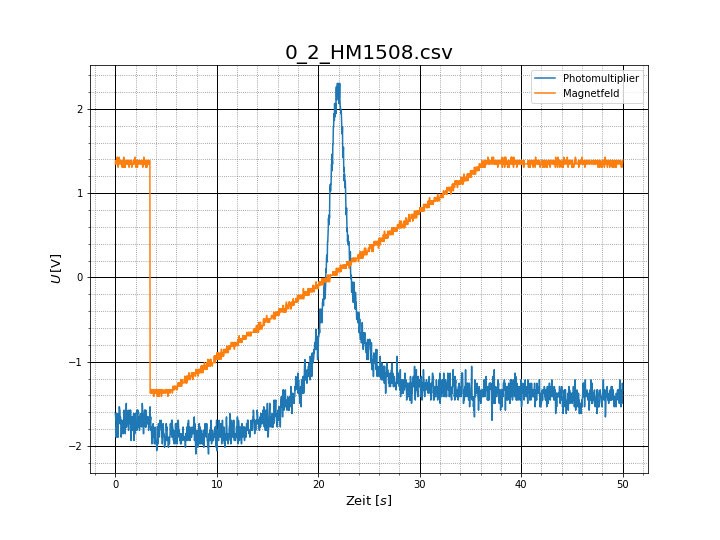 0_2_HM1508.csv
Photomultiplier
Magnetfeld
U [V]
2
1
0
−1
−2
0 10 20 30 40 50
Zeit [s]